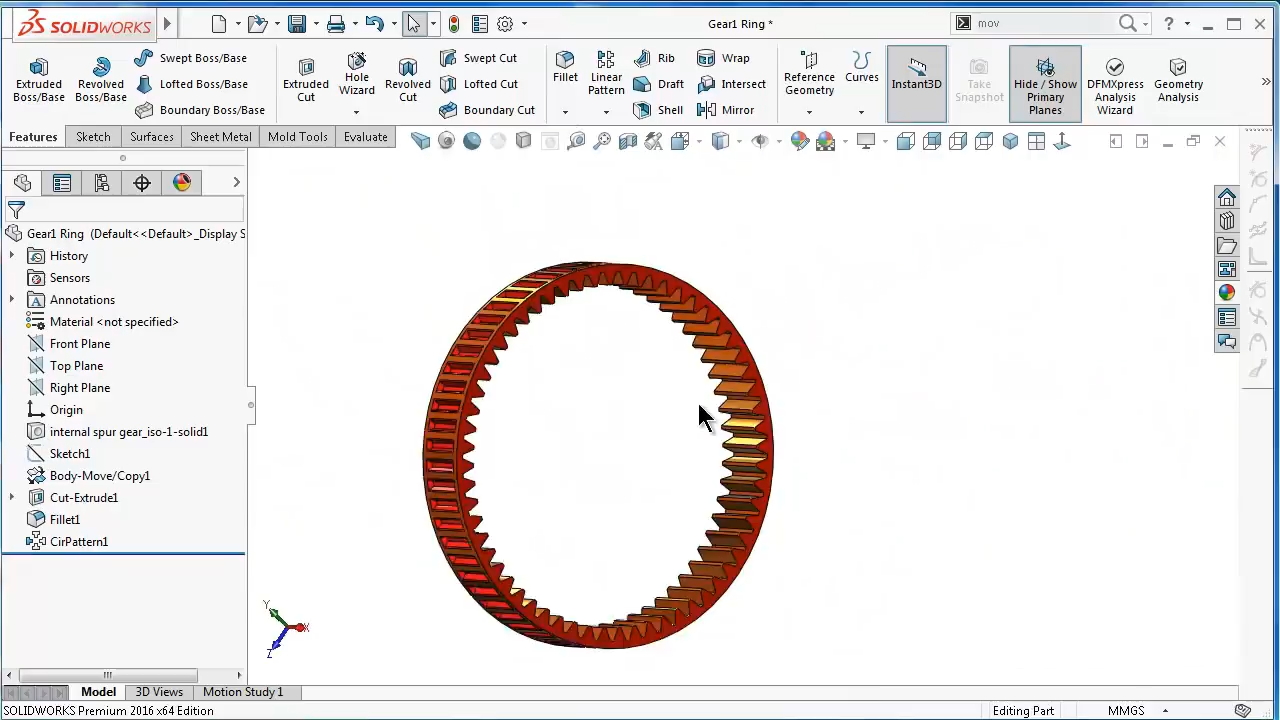 SOLIDWORKS
Gear1 Ring *
mov
Extruded Boss/Base
Revolved Boss/Base
Swept Boss/Base
Lofted Boss/Base
Boundary Boss/Base
Extruded Cut
Hole Wizard
Revolved Cut
Swept Cut
Lofted Cut
Boundary Cut
Fillet
Linear Pattern
Rib
Draft
Shell
Wrap
Intersect
Mirror
Reference Geometry
Curves
Instant3D
Take Snapshot
Hide / Show Primary Planes
DFMXpress Analysis Wizard
Geometry Analysis
Features
Sketch
Surfaces
Sheet Metal
Mold Tools
Evaluate
Gear1 Ring (Default<<Default>_Display S
History
Sensors
Annotations
Material <not specified>
Front Plane
Top Plane
Right Plane
Origin
internal spur gear_iso-1-solid1
Sketch1
Body-Move/Copy1
Cut-Extrude1
Fillet1
CirPattern1
Y
X
Z
Model
3D Views
Motion Study 1
SOLIDWORKS Premium 2016 x64 Edition
Editing Part
MMGS